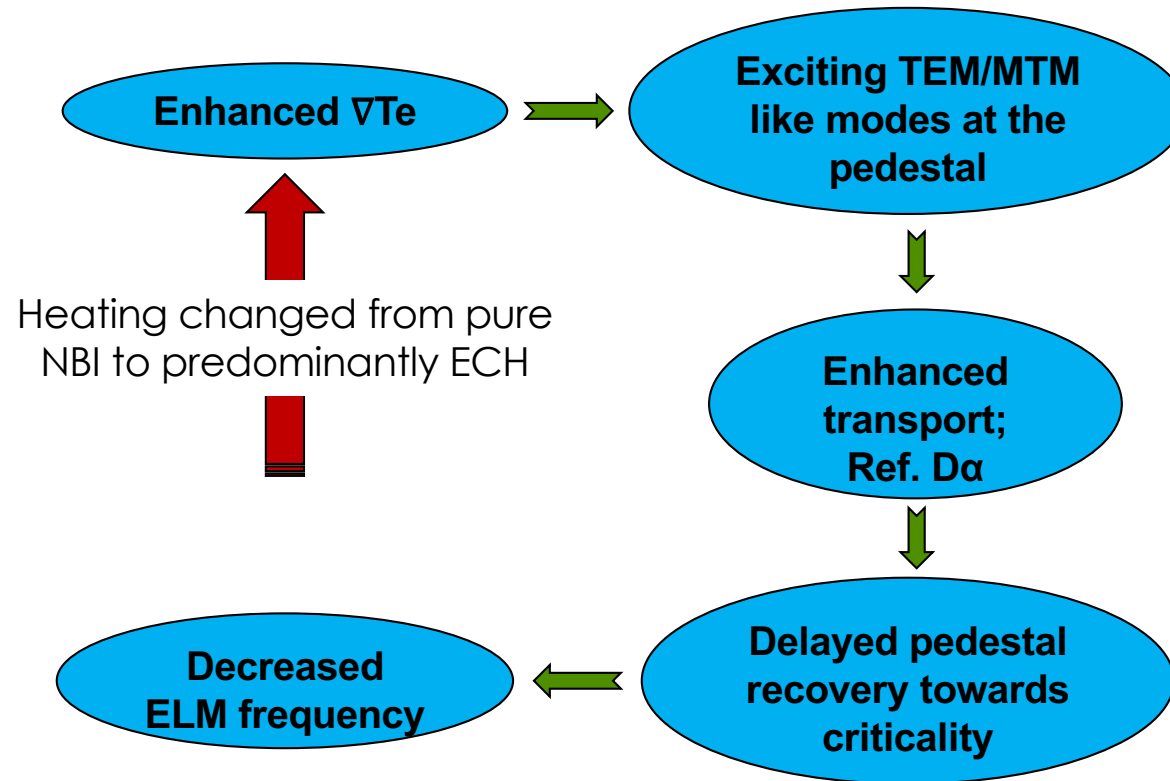 Enhanced ∇Te
Exciting TEM/MTM
like modes at the
pedestal
Heating changed from pure
NBI to predominantly ECH
Enhanced
transport;
Ref. Dα
Delayed pedestal
recovery towards
criticality
Decreased
ELM frequency